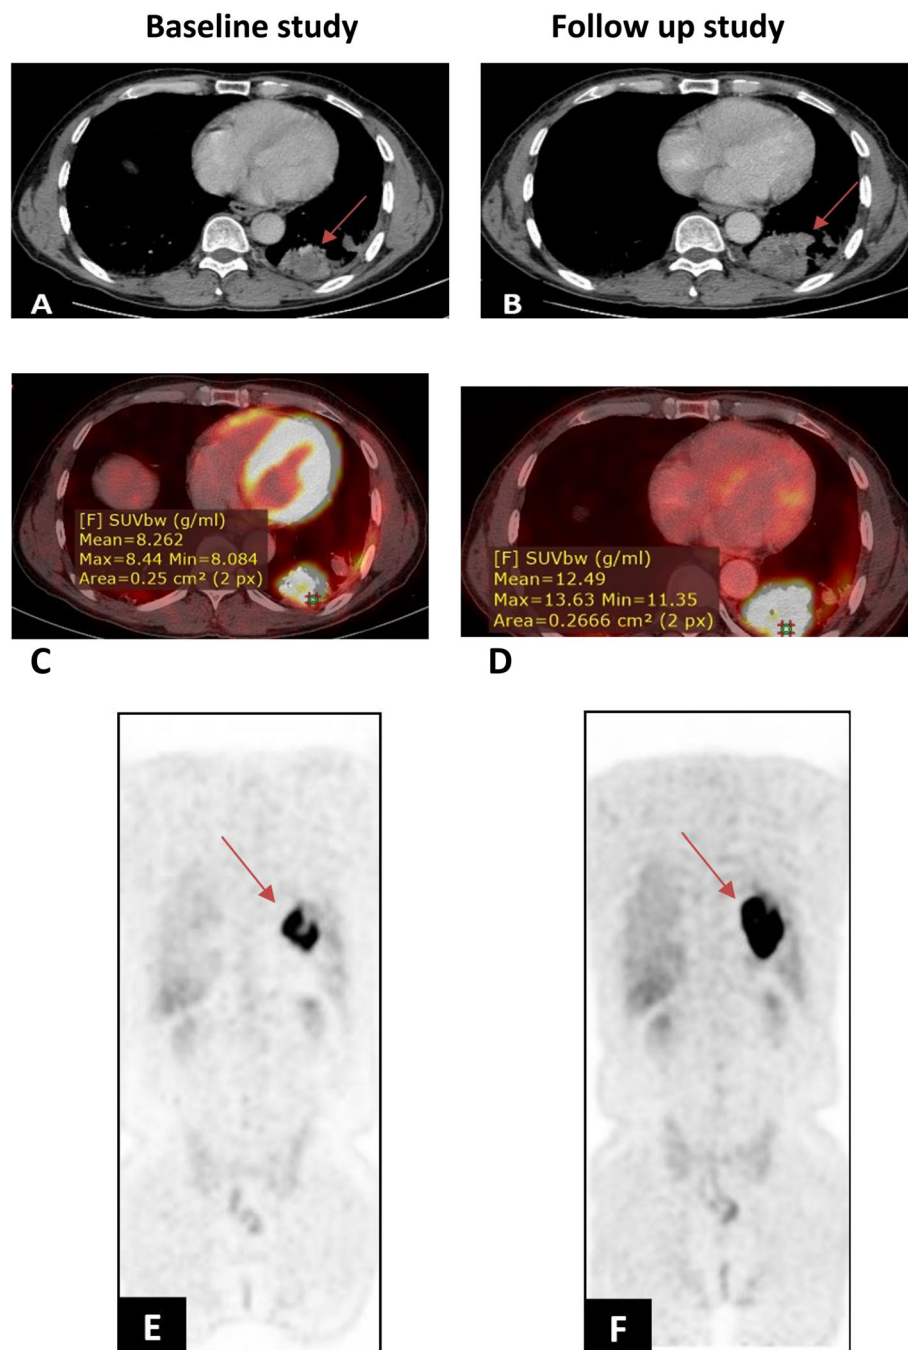 Baseline study
Follow up study
A
B
[F] SUVbw (g/ml)
Mean=8.262
Max=8.44 Min=8.084
Area=0.25 cm² (2 px)
[F] SUVbw (g/ml)
Mean=12.49
Max=13.63 Min=11.35
Area=0.2666 cm² (2 px)
C
D
E
F